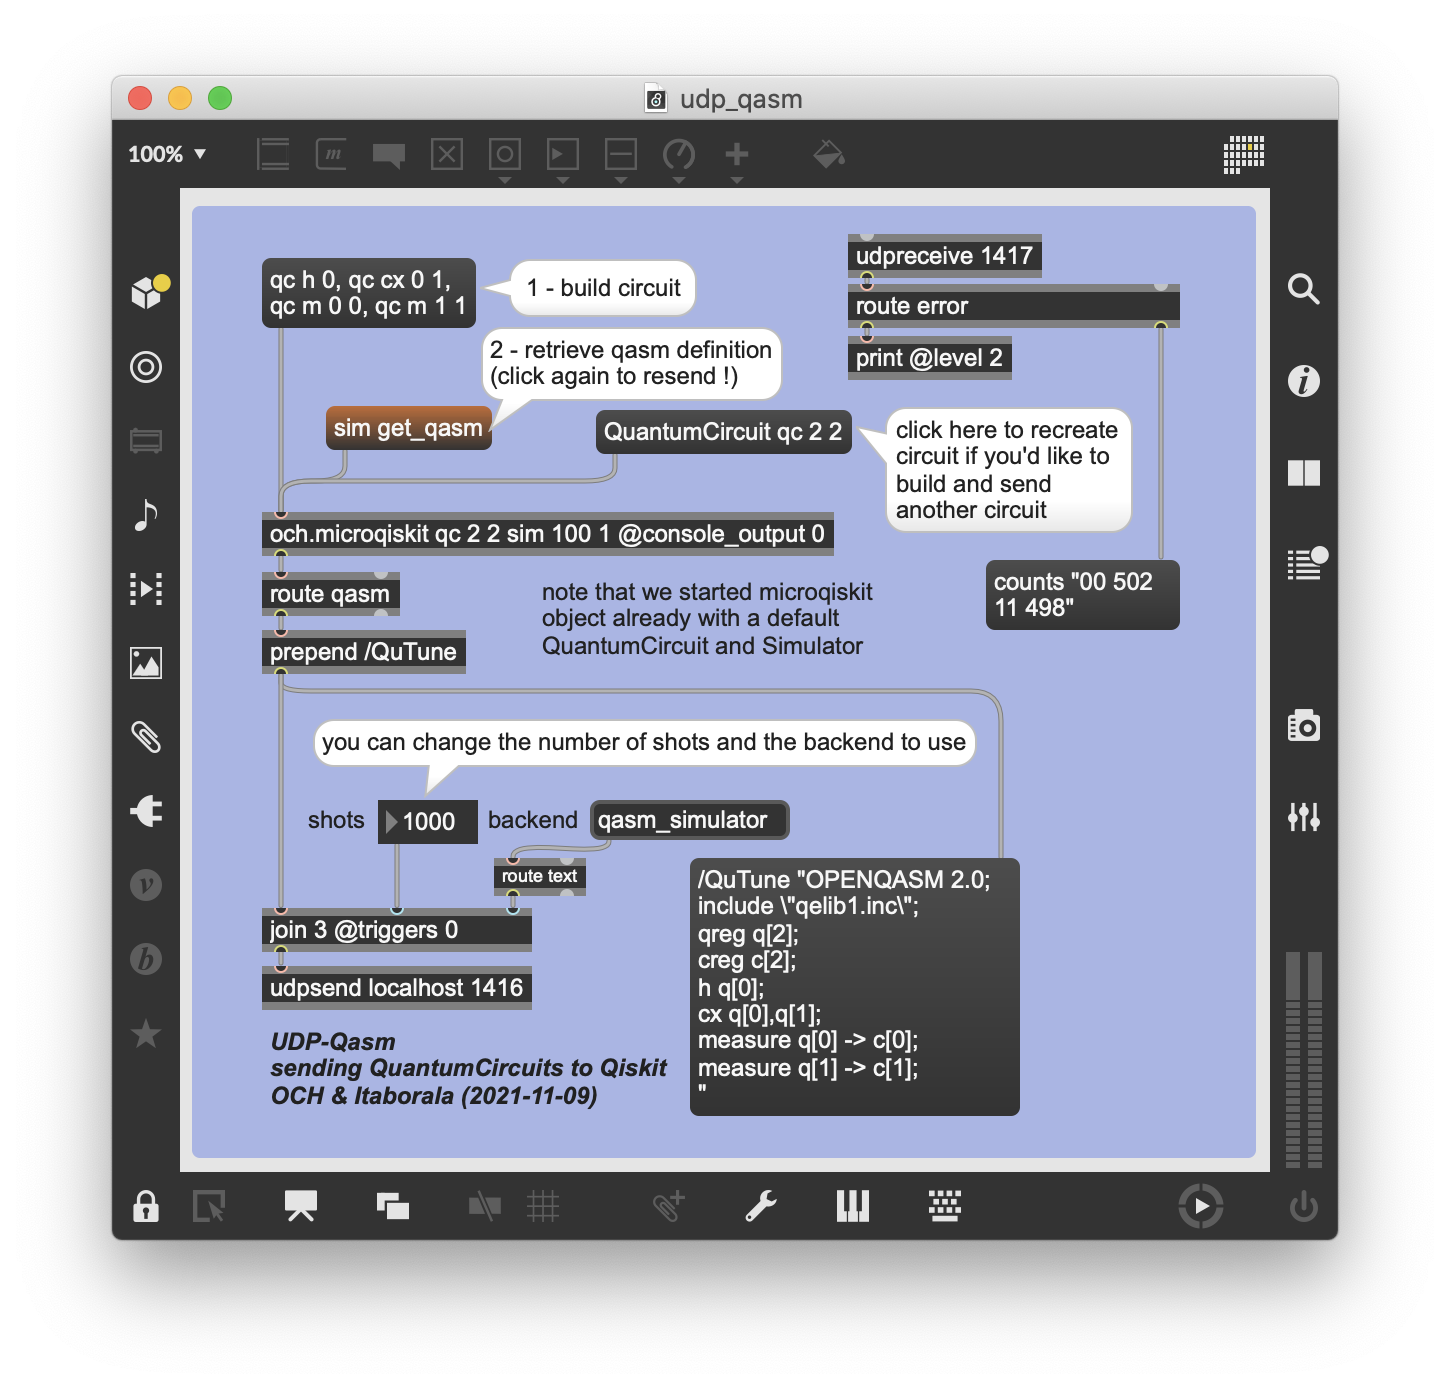 udp_qasm
100%
qc h 0, qc cx 0 1,
qc m 0 0, qc m 1 1
1 - build circuit
udpreceive 1417
route error
print @level 2
2 - retrieve qasm definition
(click again to resend !)
sim get_qasm
QuantumCircuit qc 2 2
click here to recreate
circuit if you'd like to
build and send
another circuit
och.microqiskit qc 2 2 sim 100 1 @console_output 0
route qasm
prepend /QuTune
note that we started microqiskit
object already with a default
QuantumCircuit and Simulator
counts "00 502
11 498"
you can change the number of shots and the backend to use
shots
1000
backend
qasm_simulator
route text
join 3 @triggers 0
udpsend localhost 1416
/QuTune "OPENQASM 2.0;
include \"qelib1.inc\";
qreg q[2];
creg c[2];
h q[0];
cx q[0],q[1];
measure q[0] -> c[0];
measure q[1] -> c[1];
"
UDP-Qasm
sending QuantumCircuits to Qiskit
OCH & Itaborala (2021-11-09)